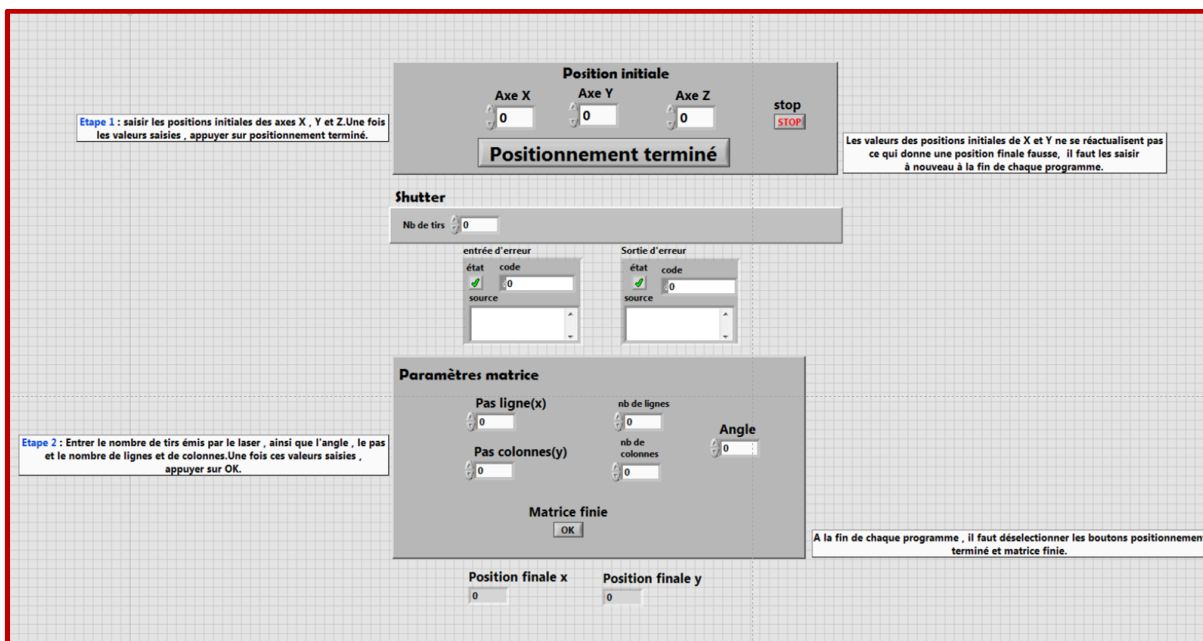 Position initiale
Axe X
Axe Y
Axe Z
stop
0
0
0
STOP
Etape 1 : saisir les positions initiales des axes X , Y et Z.Une fois
les valeurs saisies , appuyer sur positionnement terminé.
Positionnement terminé
Les valeurs des positions initiales de X et Y ne se réactualisent pas
ce qui donne une position finale fausse, il faut les saisir
à nouveau à la fin de chaque programme.
Shutter
Nb de tirs
0
entrée d'erreur
Sortie d'erreur
état
code
état
code
0
0
source
source
Paramètres matrice
Pas ligne(x)
nb de lignes
0
0
Angle
0
Pas colonnes(y)
nb de
colonnes
0
0
Etape 2 : Entrer le nombre de tirs émis par le laser , ainsi que l'angle , le pas
et le nombre de lignes et de colonnes.Une fois ces valeurs saisies ,
appuyer sur OK.
Matrice finie
OK
A la fin de chaque programme , il faut déselectionner les boutons positionnement
terminé et matrice finie.
Position finale x
Position finale y
0
0